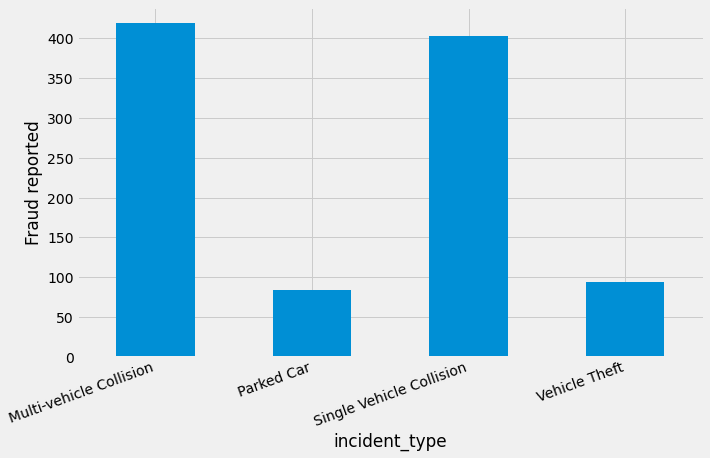 400
350
300
250
200
150
100
50
0
Fraud reported
Multi-vehicle Collision
Parked Car
Single Vehicle Collision
Vehicle Theft
incident_type